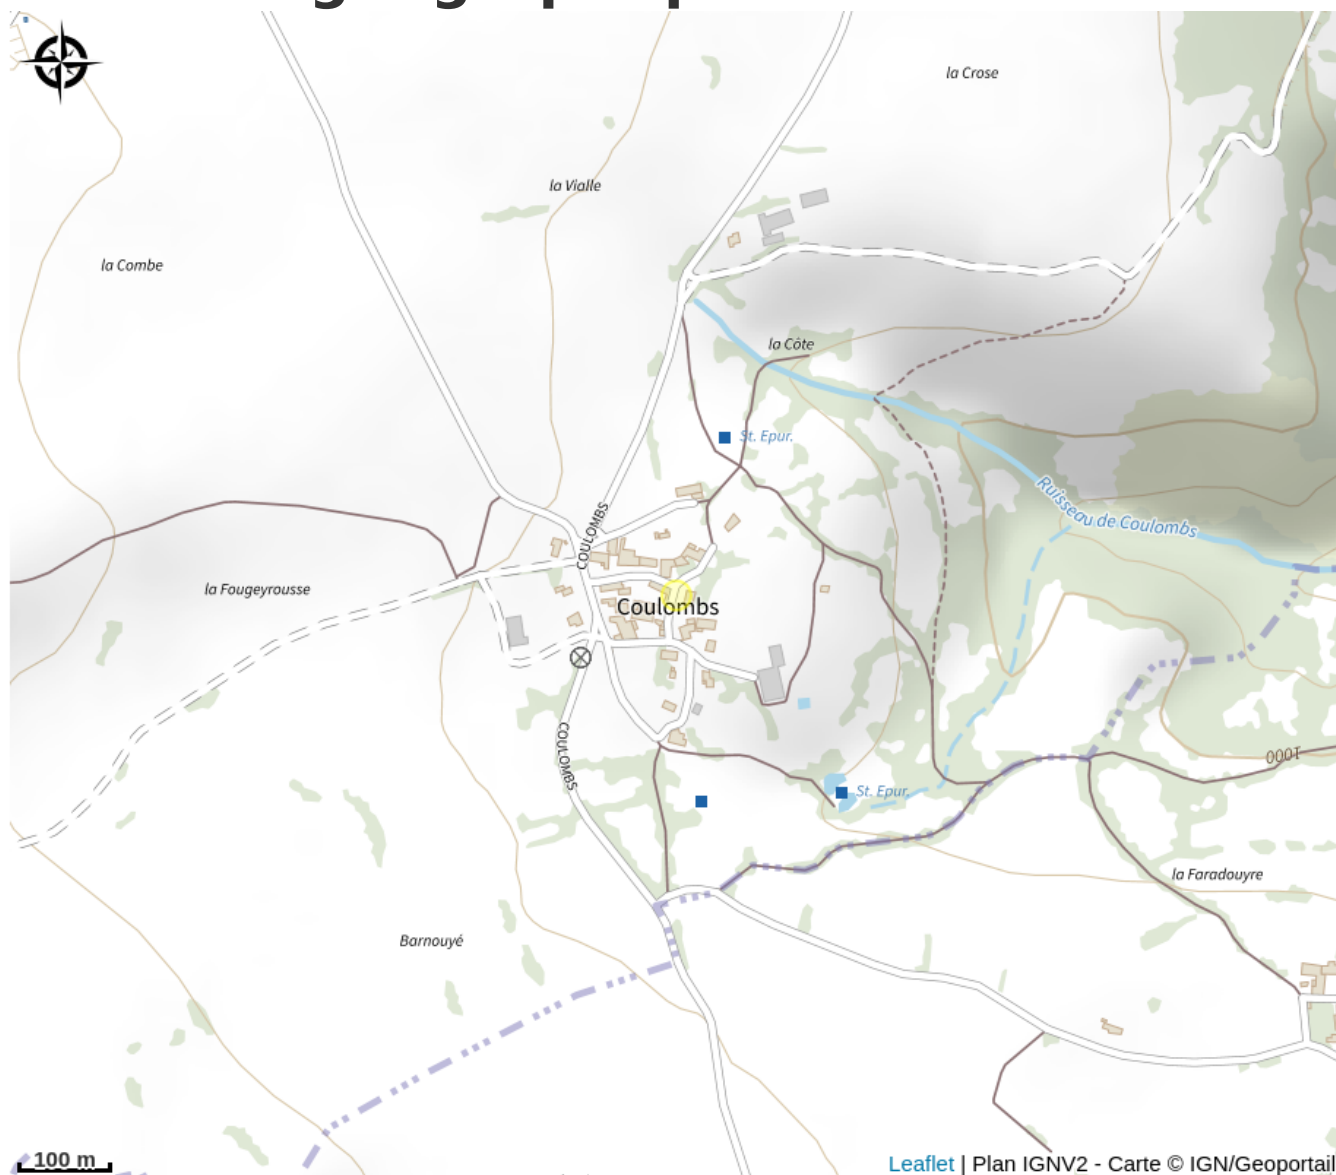 la Crose
la Vialle
la Combe
la Côte
St. Epur.
Ruisseau de Coulombs
COULOMBS
la Fougeyrousse
Coulombs
COULOMBS
1000
St. Epur.
la Faradouyre
Barnouyé
100 m
Leaflet | Plan IGNV2 - Carte © IGN/Geoportail